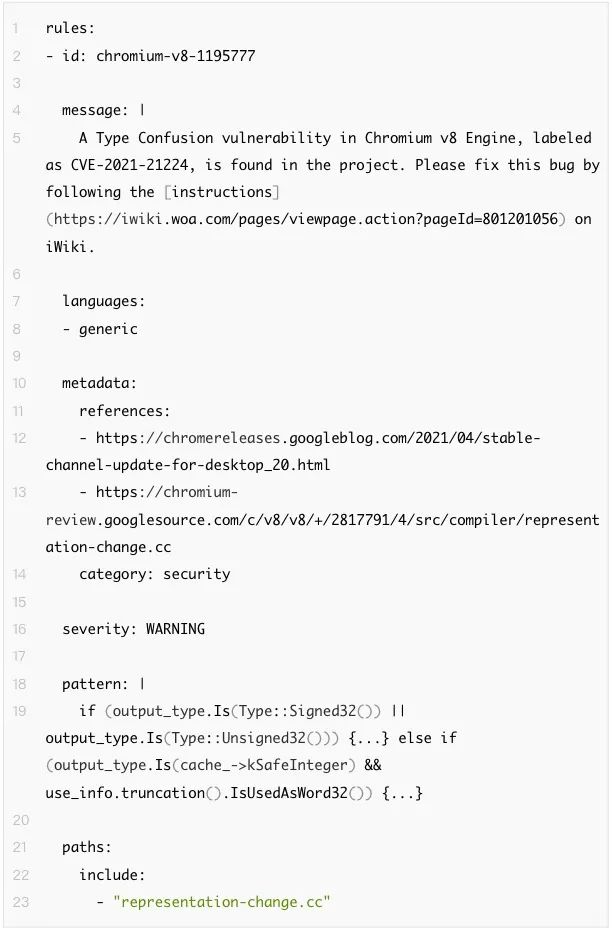 1 rules:
2 - id: chromium-v8-1195777
3
4 message: |
5 A Type Confusion vulnerability in Chromium v8 Engine, labeled
as CVE-2021-21224, is found in the project. Please fix this bug by
following the [instructions]
(https://iwiki.woa.com/pages/viewpage.action?pageId=801201056) on
iWiki.
6
7 languages:
8 - generic
9
10 metadata:
11 references:
12 - https://chromereleases.googleblog.com/2021/04/stable-
channel-update-for-desktop_20.html
13 - https://chromium-
review.googlesource.com/c/v8/v8/+/2817791/4/src/compiler/represent
ation-change.cc
14 category: security
15
16 severity: WARNING
17
18 pattern: |
19 if (output_type.Is(Type::Signed32()) ||
output_type.Is(Type::Unsigned32())) {...} else if
(output_type.Is(cache_->kSafeInteger) &&
use_info.truncation().IsUsedAsWord32()) {...}
20
21 paths:
22 include:
23 - "representation-change.cc"